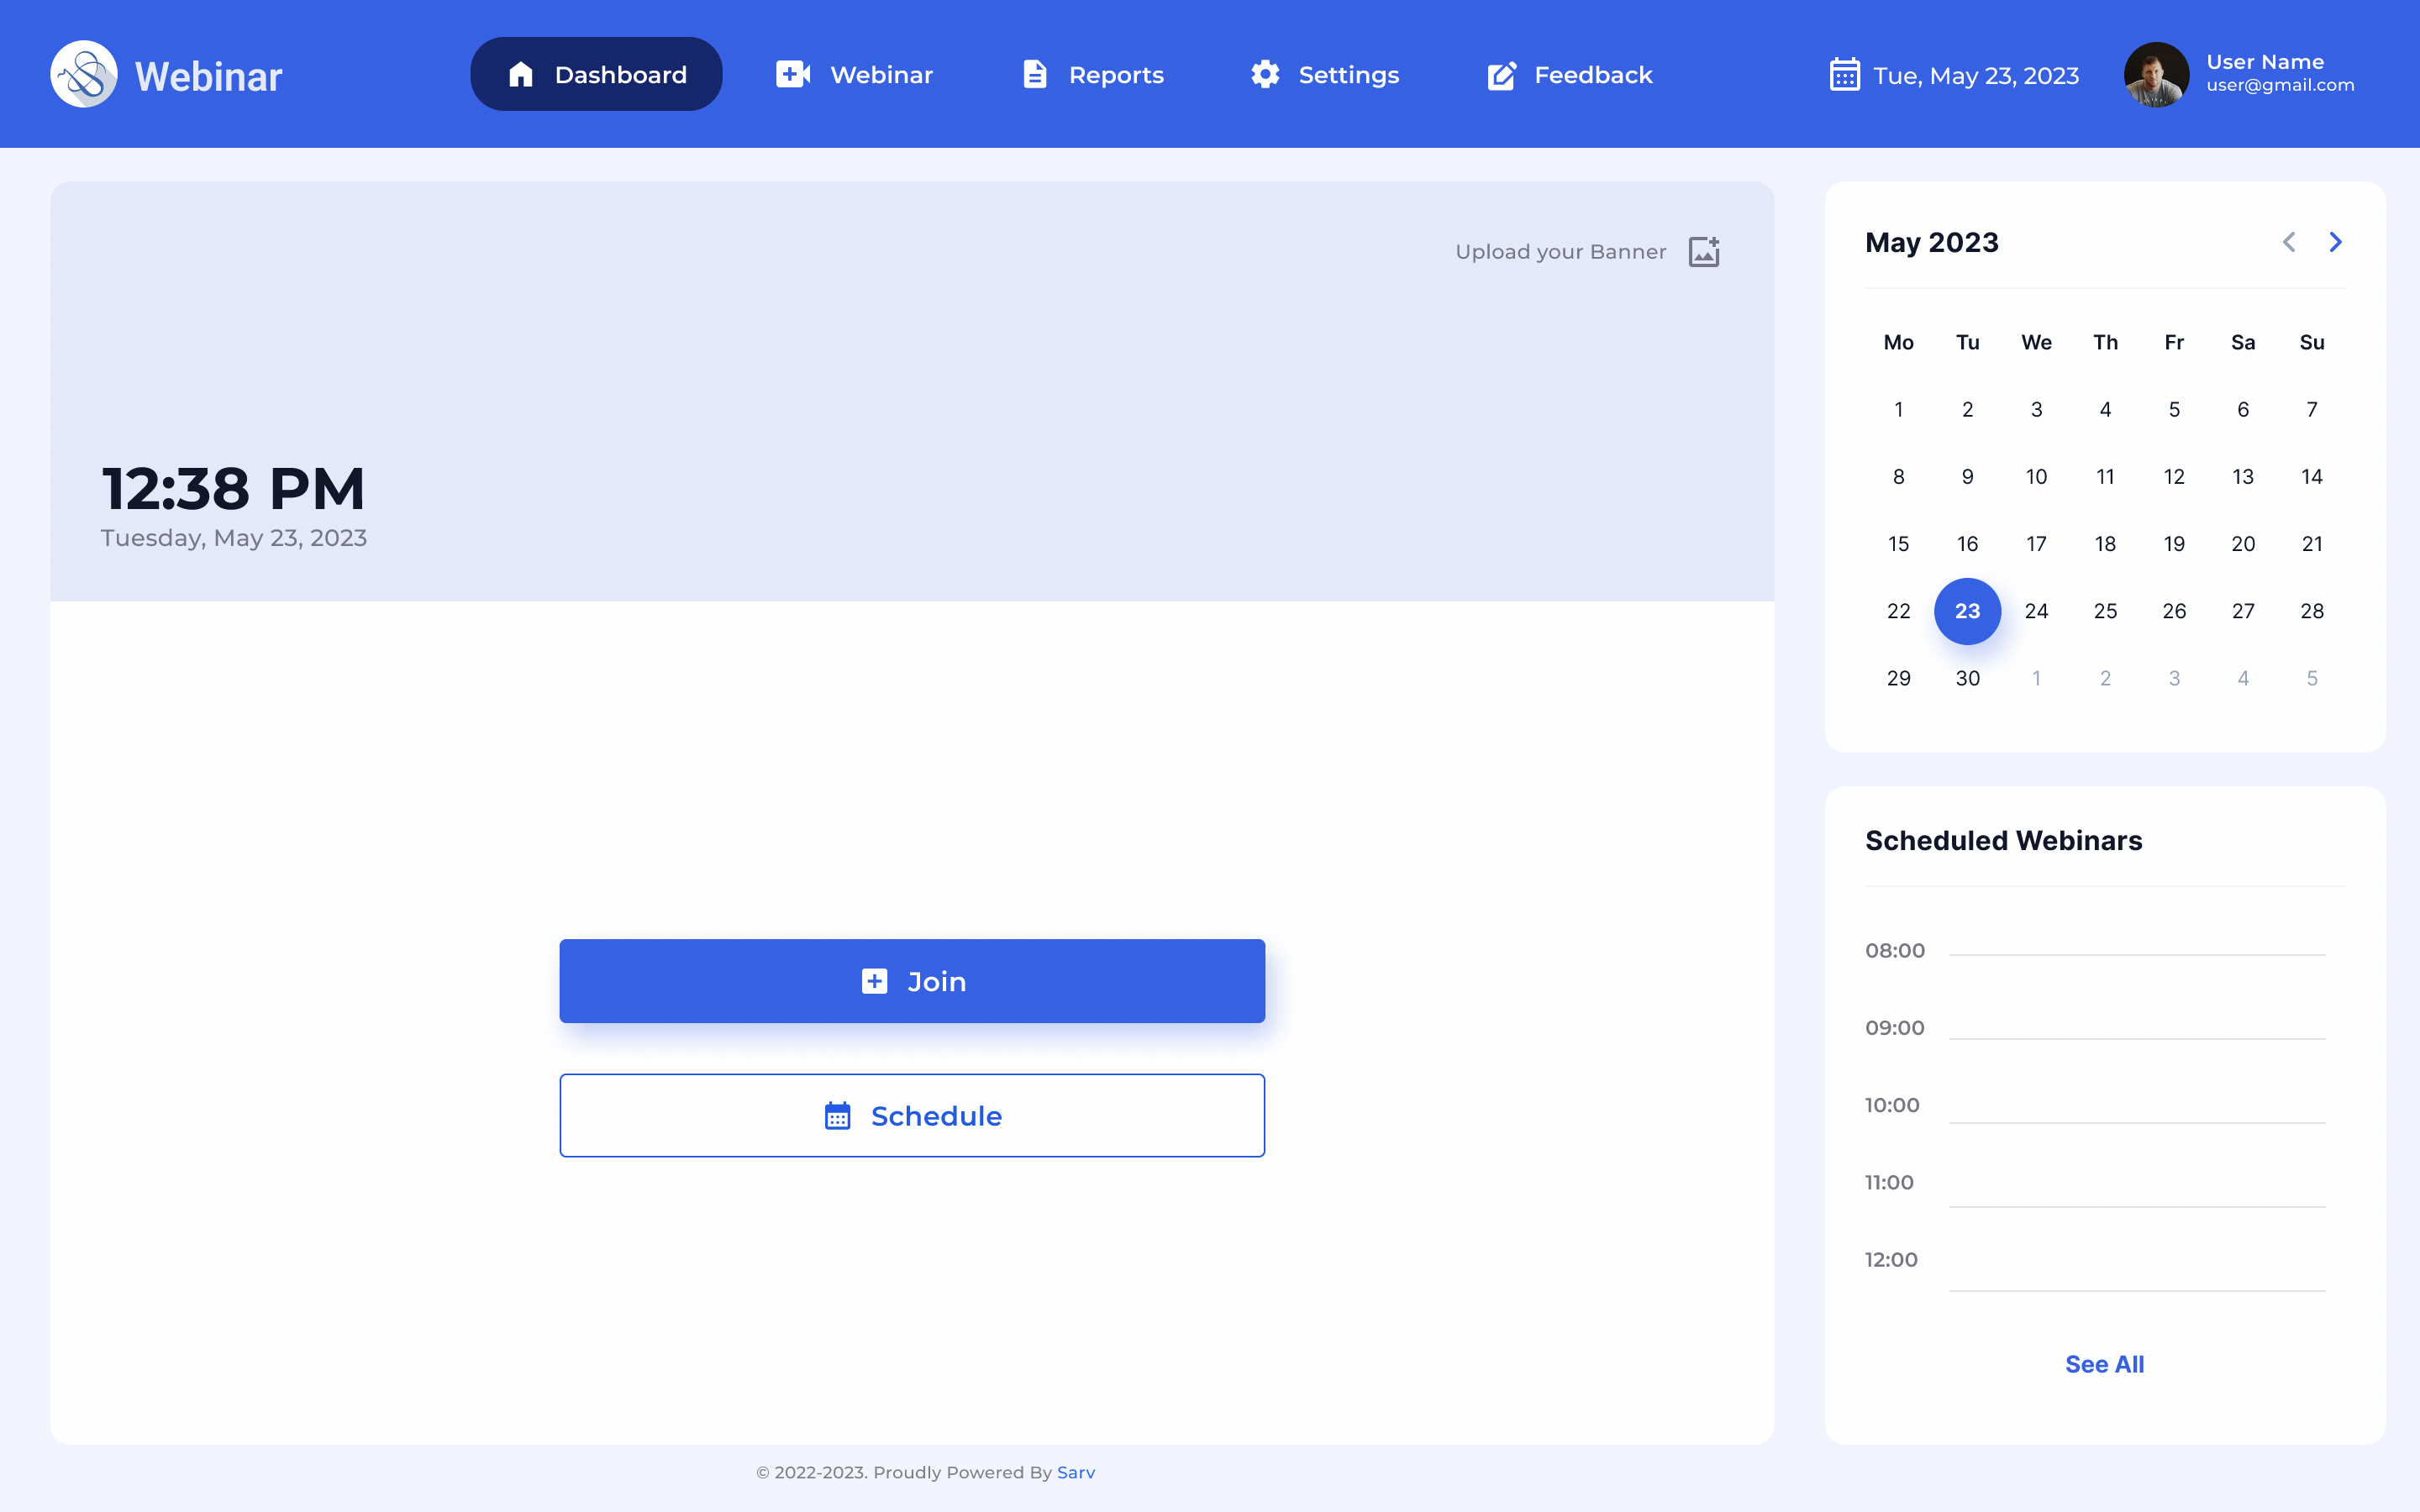 Webinar
Dashboard
Webinar
Reports
Settings
Feedback
Tue, May 23, 2023
User Name
user@gmail.com
Upload your Banner
12:38 PM
Tuesday, May 23, 2023
Join
Schedule
May 2023
Mo Tu We Th Fr Sa Su
1 2 3 4 5 6 7
8 9 10 11 12 13 14
15 16 17 18 19 20 21
22 23 24 25 26 27 28
29 30 1 2 3 4 5
Scheduled Webinars
08:00
09:00
10:00
11:00
12:00
See All
© 2022-2023. Proudly Powered By Sarv